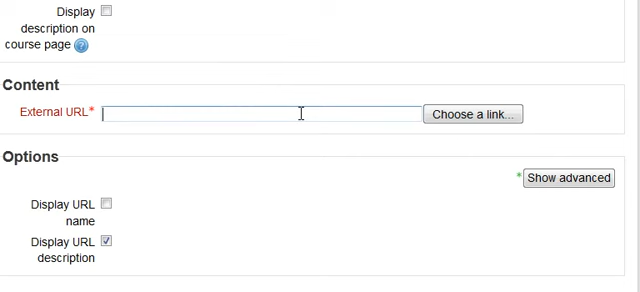 Display
description on
course page ?
Content
External URL* Choose a link...
Options
* Show advanced
Display URL
name
Display URL
description